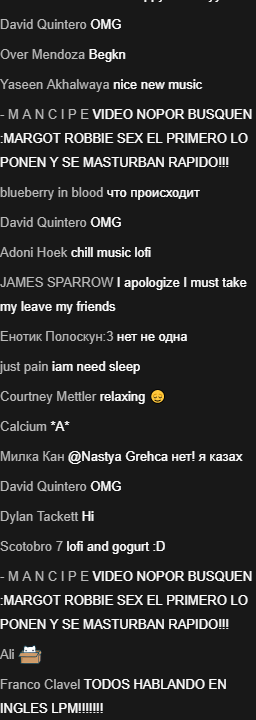 David Quintero OMG
Over Mendoza Begkn
Yaseen Akhalwaya nice new music
- M A N C I P E VIDEO NOPOR BUSQUEN
:MARGOT ROBBIE SEX EL PRIMERO LO
PONEN Y SE MASTURBAN RAPIDO!!!
blueberry in blood что происходит
David Quintero OMG
Adoni Hoek chill music lofi
JAMES SPARROW I apologize I must take
my leave my friends
Енотик Полоскун:3 нет не одна
just pain iam need sleep
Courtney Mettler relaxing 😌
Calcium *A*
Милка Кан @Nastya Grehca нет! я казах
David Quintero OMG
Dylan Tackett Hi
Scotobro 7 lofi and gogurt :D
- M A N C I P E VIDEO NOPOR BUSQUEN
:MARGOT ROBBIE SEX EL PRIMERO LO
PONEN Y SE MASTURBAN RAPIDO!!!
Ali
Franco Clavel TODOS HABLANDO EN
INGLES LPM!!!!!!!